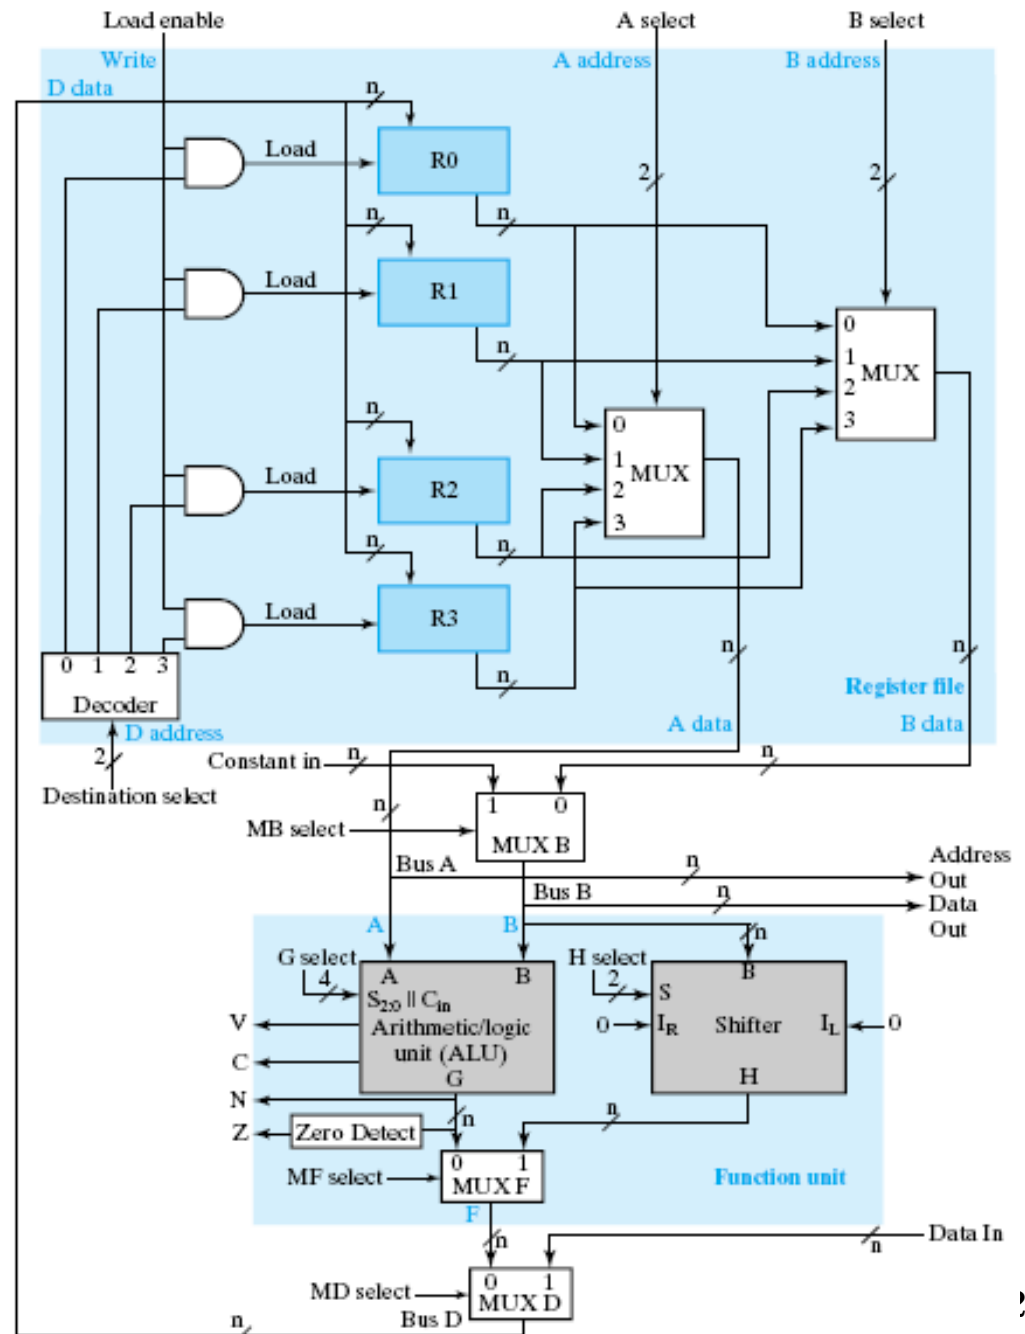 Load enable
A select
B select
Write
A address
B address
D data
n
Load
R0
2
2
n
n
Load
R1
0
n
1
MUX
2
n
0
3
1
MUX
Load
R2
2
3
n
n
Load
R3
n
n
n
0 1 2 3
Register file
Decoder
D address
A data
B data
2
Constant in
n
n
Destination select
n
1 0
MB select
MUX B
Bus A
n
Address
Out
Bus B
n
Data
Out
A
B
n
G select
H select
4
A
B
2
B
S2:0 || Cin
S
V
Arithmetic/logic
0
IR
Shifter
IL
0
unit (ALU)
C
G
H
N
n
n
Z
Zero Detect
0 1
MF select
MUX F
Function unit
F
n
n
Data In
0 1
MD select
MUX D
n
Bus D